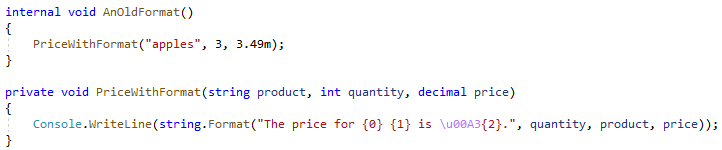 internal void AnOldFormat()
{
    PriceWithFormat("apples", 3, 3.49m);
}

private void PriceWithFormat(string product, int quantity, decimal price)
{
    Console.WriteLine(string.Format("The price for {0} {1} is \u00A3{2}.", quantity, product, price));
}